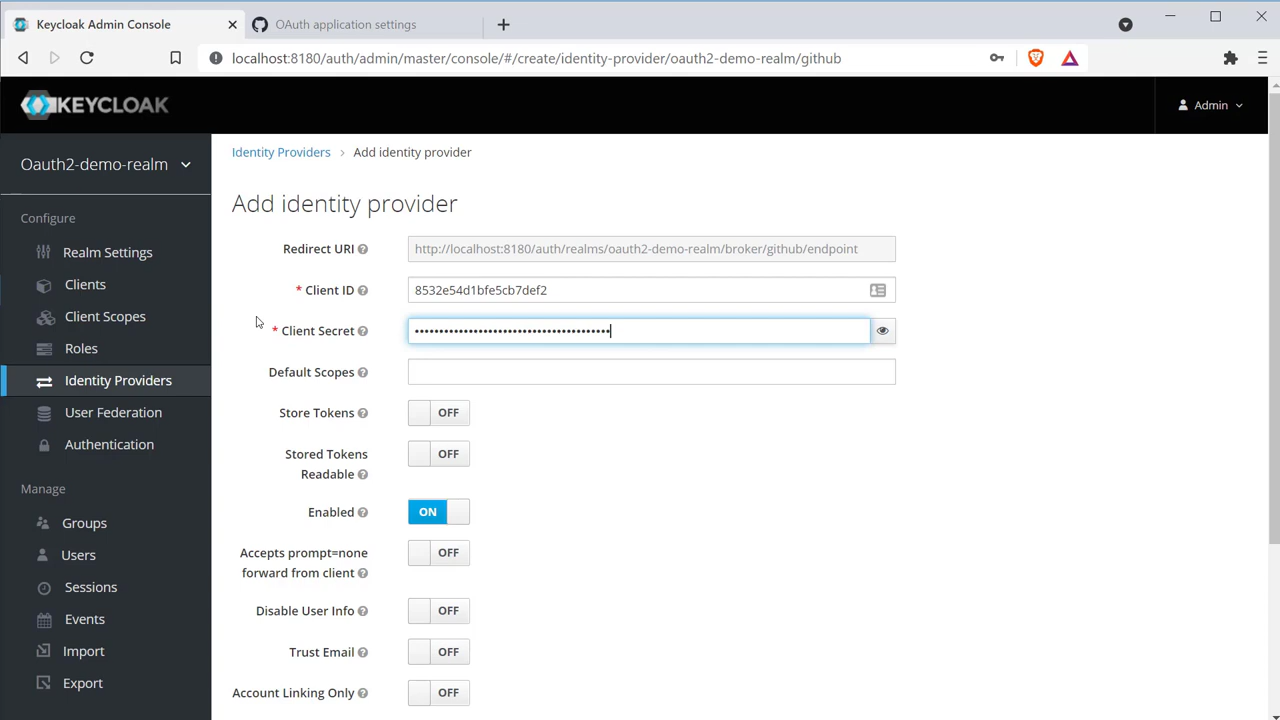 Keycloak Admin Console
OAuth application settings
localhost:8180/auth/admin/master/console/#/create/identity-provider/oauth2-demo-realm/github
KEYCLOAK
Admin
Oauth2-demo-realm
Configure
Realm Settings
Clients
Client Scopes
Roles
Identity Providers
User Federation
Authentication
Manage
Groups
Users
Sessions
Events
Import
Export
Identity Providers > Add identity provider
Add identity provider
Redirect URI
http://localhost:8180/auth/realms/oauth2-demo-realm/broker/github/endpoint
* Client ID
8532e54d1bfe5cb7def2
* Client Secret
••••••••••••••••••••••••••••••••••••••••
Default Scopes
Store Tokens
OFF
Stored Tokens
Readable
OFF
Enabled
ON
Accepts prompt=none
forward from client
OFF
Disable User Info
OFF
Trust Email
OFF
Account Linking Only
OFF